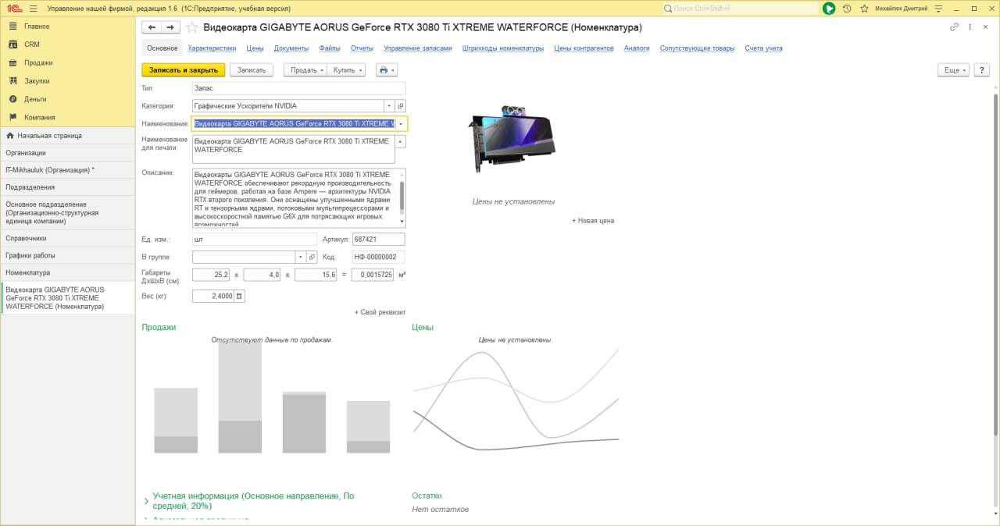 1С Управление нашей фирмой, редакция 1.6 (1С:Предприятие, учебная версия)
Поиск Ctrl+Shift+F
Михайлюк Дмитрий
Главное
CRM
Продажи
Закупки
Деньги
Компания
Начальная страница
Организации
IT-Mikhauluk (Организация) *
Подразделения
Основное подразделение
(Организационно-структурная
единица компании)
Справочники
Графики работы
Номенклатура
Видеокарта GIGABYTE AORUS
GeForce RTX 3080 Ti XTREME
WATERFORCE (Номенклатура)
Видеокарта GIGABYTE AORUS GeForce RTX 3080 Ti XTREME WATERFORCE (Номенклатура)
Основное Характеристики Цены Документы Файлы Отчеты Управление запасами Штрихкоды номенклатуры Цены контрагентов Аналоги Сопутствующие товары Счета учета
Записать и закрыть Записать Продать Купить Еще ?
Тип: Запас
Категория: Графические Ускорители NVIDIA
Наименование: Видеокарта GIGABYTE AORUS GeForce RTX 3080 Ti XTREME W
Наименование
для печати:
Видеокарта GIGABYTE AORUS GeForce RTX 3080 Ti XTREME
WATERFORCE
Описание:
Видеокарты GIGABYTE AORUS GeForce RTX 3080 Ti XTREME
WATERFORCE обеспечивают рекордную производительность
для геймеров, работая на базе Ampere — архитектуры NVIDIA
RTX второго поколения. Они оснащены улучшенными ядрами
RT и тензорными ядрами, потоковыми мультипроцессорами и
высокоскоростной памятью G6X для потрясающих игровых
возможностей
Цены не установлены
+ Новая цена
Ед. изм.: шт Артикул: 687421
В группе: Код: НФ-00000002
Габариты
ДхШхВ (см):
25,2 x 4,0 x 15,6 = 0,0015725 м³
Вес (кг): 2,4000
+ Свой реквизит
Продажи
Отсутствуют данные по продажам.
Цены
Цены не установлены.
Учетная информация (Основное направление, По
средней, 20%)
Остатки
Нет остатков